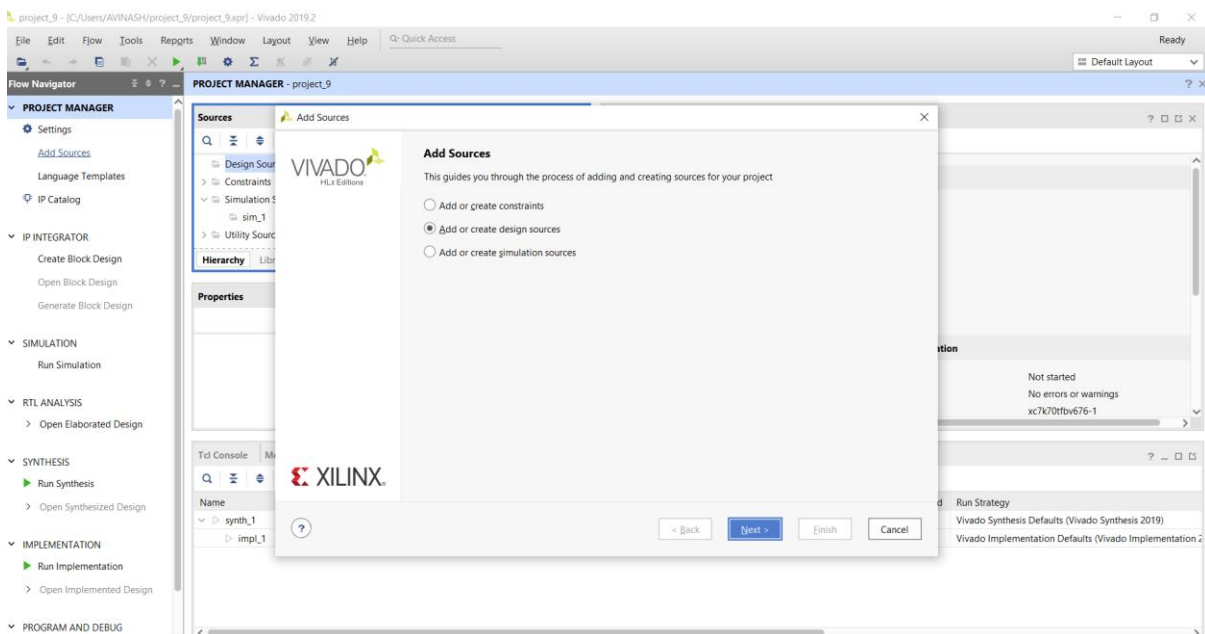 project_9 - [C:/Users/AVINASH/project_9/project_9.xpr] - Vivado 2019.2
File Edit Flow Tools Reports Window Layout View Help Q- Quick Access
Ready
Default Layout
Flow Navigator
PROJECT MANAGER - project_9
PROJECT MANAGER
Settings
Add Sources
Language Templates
IP Catalog
IP INTEGRATOR
Create Block Design
Open Block Design
Generate Block Design
SIMULATION
Run Simulation
RTL ANALYSIS
Open Elaborated Design
SYNTHESIS
Run Synthesis
Open Synthesized Design
IMPLEMENTATION
Run Implementation
Open Implemented Design
PROGRAM AND DEBUG
Sources
Design Sour
Constraints
Simulation S
sim_1
Utility Sourc
Hierarchy Libr
Properties
Add Sources
VIVADO
HLx Editions
Add Sources
This guides you through the process of adding and creating sources for your project
Add or create constraints
Add or create design sources
Add or create simulation sources
XILINX
< Back Next > Finish Cancel
ation
Not started
No errors or warnings
xc7k70tfbv676-1
Tcl Console Me
Name
synth_1
impl_1
d Run Strategy
Vivado Synthesis Defaults (Vivado Synthesis 2019)
Vivado Implementation Defaults (Vivado Implementation 2